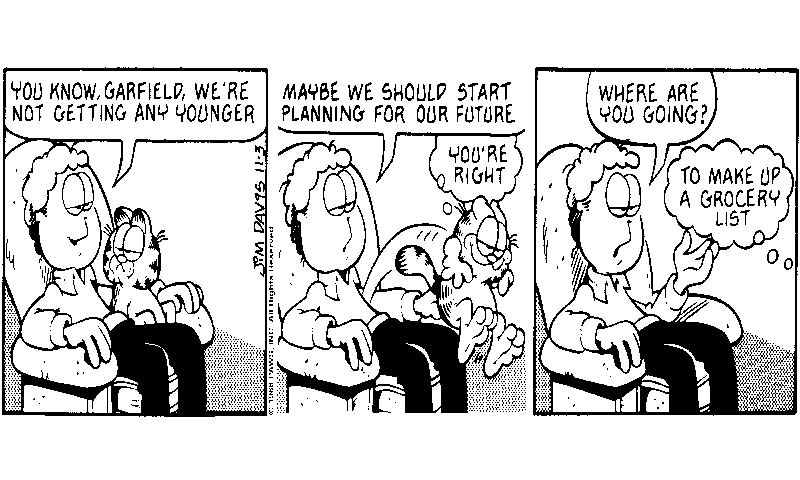 YOU KNOW, GARFIELD, WE'RE
NOT GETTING ANY YOUNGER
JIM DAVIS 11-3
MAYBE WE SHOULD START
PLANNING FOR OUR FUTURE
YOU'RE
RIGHT
WHERE ARE
YOU GOING?
TO MAKE UP
A GROCERY
LIST